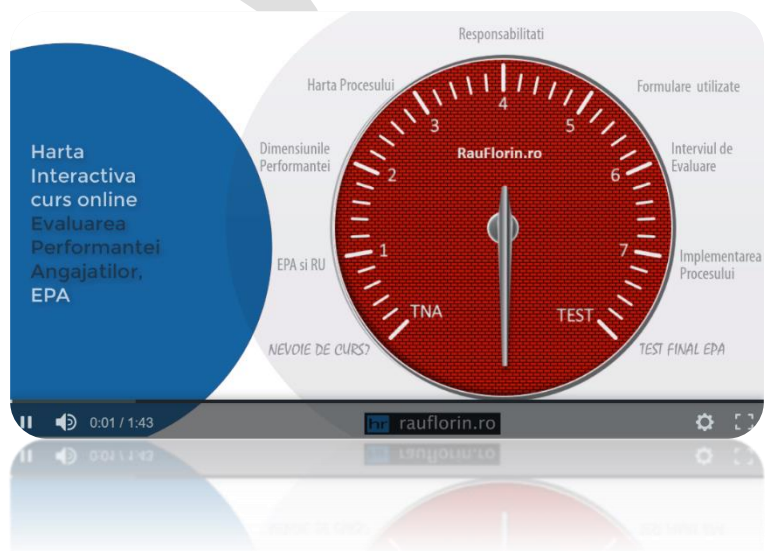 Harta
Interactiva
curs online
Evaluarea
Performantei
Angajatilor,
EPA
Responsabilitati
Harta Procesului
Formulare utilizate
Dimensiunile
Performantei
Interviul de
Evaluare
EPA si RU
Implementarea
Procesului
NEVOIE DE CURS?
TEST FINAL EPA
RauFlorin.ro
TNA
1
2
3
4
5
6
7
TEST
0:01 / 1:43
hr rauflorin.ro